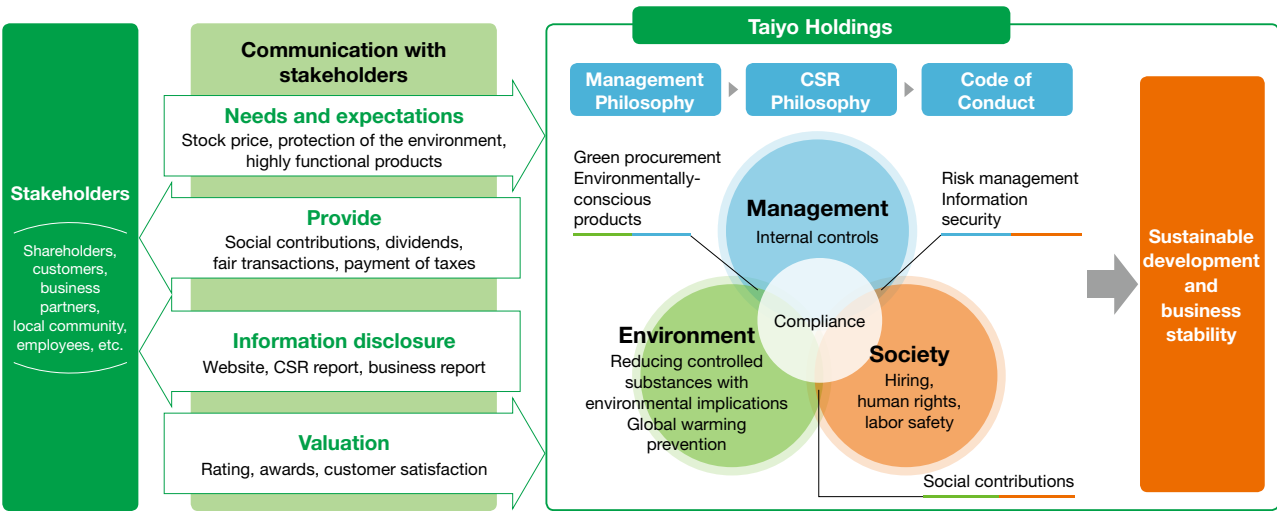 Stakeholders
Shareholders,
customers,
business
partners,
local community,
employees, etc.
Communication with
stakeholders
Needs and expectations
Stock price, protection of the environment,
highly functional products
Provide
Social contributions, dividends,
fair transactions, payment of taxes
Information disclosure
Website, CSR report, business report
Valuation
Rating, awards, customer satisfaction
Taiyo Holdings
Management
Philosophy
CSR
Philosophy
Code of
Conduct
Green procurement
Environmentally-
conscious
products
Risk management
Information
security
Management
Internal controls
Compliance
Environment
Reducing controlled
substances with
environmental implications
Global warming
prevention
Society
Hiring,
human rights,
labor safety
Social contributions
Sustainable
development
and
business
stability